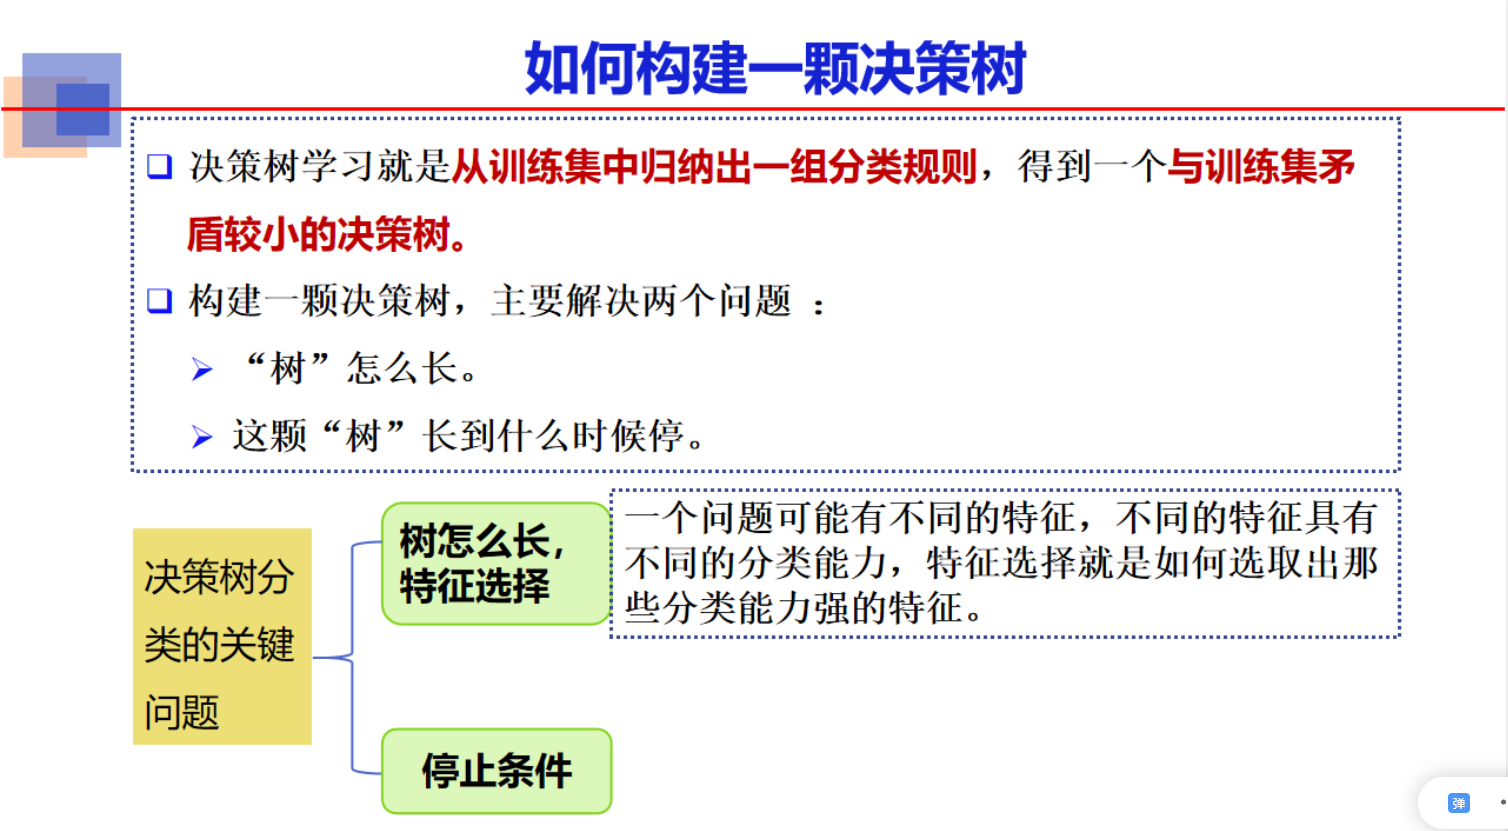 如何构建一颗决策树
决策树学习就是从训练集中归纳出一组分类规则，得到一个与训练集矛
盾较小的决策树。
构建一颗决策树，主要解决两个问题 ：
“树”怎么长。
这颗“树”长到什么时候停。
决策树分
类的关键
问题
树怎么长，
特征选择
一个问题可能有不同的特征，不同的特征具有
不同的分类能力，特征选择就是如何选取出那
些分类能力强的特征。
停止条件
弹